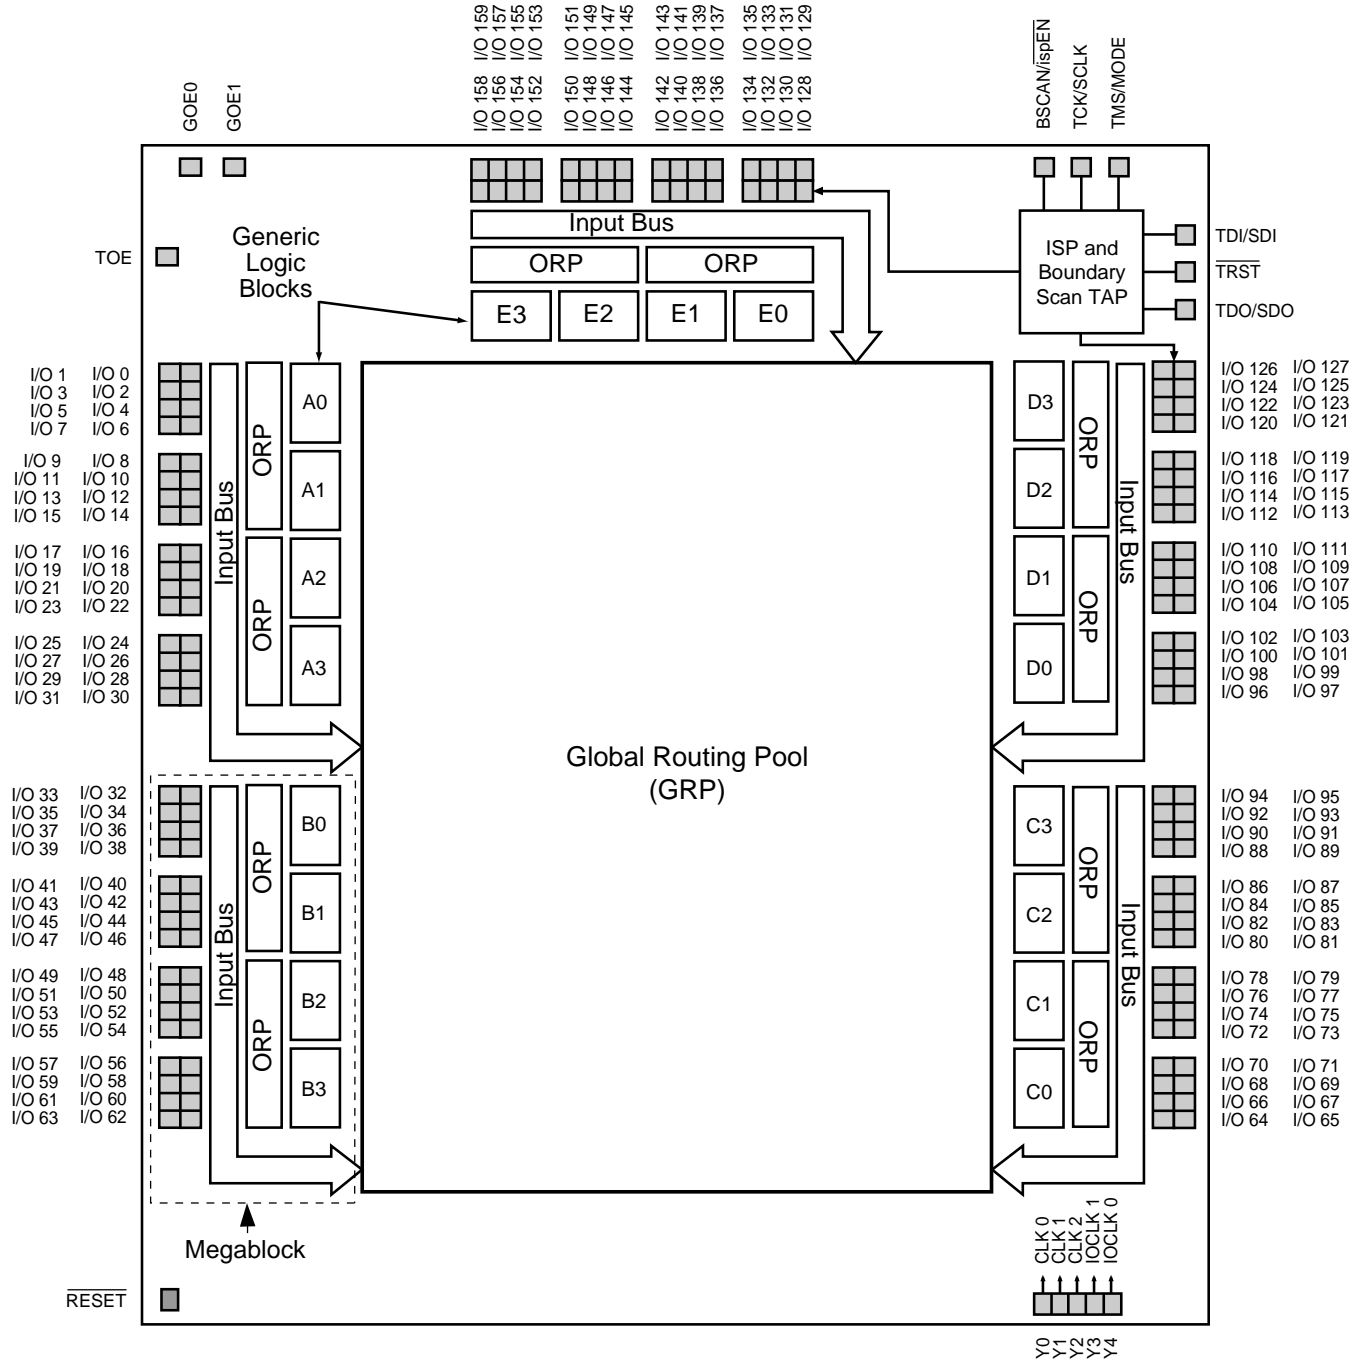 I/O 159
I/O 157
I/O 155
I/O 153
I/O 151
I/O 149
I/O 147
I/O 145
I/O 143
I/O 141
I/O 139
I/O 137
I/O 135
I/O 133
I/O 131
I/O 129
I/O 158
I/O 156
I/O 154
I/O 152
I/O 150
I/O 148
I/O 146
I/O 144
I/O 142
I/O 140
I/O 138
I/O 136
I/O 134
I/O 132
I/O 130
I/O 128
GOE0
GOE1
BSCAN/ispEN
TCK/SCLK
TMS/MODE
TOE
Generic
Logic
Blocks
Input Bus
ORP
ORP
E3
E2
E1
E0
ISP and
Boundary
Scan TAP
TDI/SDI
TRST
TDO/SDO
I/O 1 I/O 0
I/O 3 I/O 2
I/O 5 I/O 4
I/O 7 I/O 6
I/O 9 I/O 8
I/O 11 I/O 10
I/O 13 I/O 12
I/O 15 I/O 14
I/O 17 I/O 16
I/O 19 I/O 18
I/O 21 I/O 20
I/O 23 I/O 22
I/O 25 I/O 24
I/O 27 I/O 26
I/O 29 I/O 28
I/O 31 I/O 30
Input Bus
ORP
ORP
A0
A1
A2
A3
Global Routing Pool
(GRP)
D3
D2
D1
D0
ORP
ORP
Input Bus
I/O 126 I/O 127
I/O 124 I/O 125
I/O 122 I/O 123
I/O 120 I/O 121
I/O 118 I/O 119
I/O 116 I/O 117
I/O 114 I/O 115
I/O 112 I/O 113
I/O 110 I/O 111
I/O 108 I/O 109
I/O 106 I/O 107
I/O 104 I/O 105
I/O 102 I/O 103
I/O 100 I/O 101
I/O 98 I/O 99
I/O 96 I/O 97
I/O 33 I/O 32
I/O 35 I/O 34
I/O 37 I/O 36
I/O 39 I/O 38
I/O 41 I/O 40
I/O 43 I/O 42
I/O 45 I/O 44
I/O 47 I/O 46
I/O 49 I/O 48
I/O 51 I/O 50
I/O 53 I/O 52
I/O 55 I/O 54
I/O 57 I/O 56
I/O 59 I/O 58
I/O 61 I/O 60
I/O 63 I/O 62
Input Bus
ORP
ORP
B0
B1
B2
B3
C3
C2
C1
C0
ORP
ORP
Input Bus
I/O 94 I/O 95
I/O 92 I/O 93
I/O 90 I/O 91
I/O 88 I/O 89
I/O 86 I/O 87
I/O 84 I/O 85
I/O 82 I/O 83
I/O 80 I/O 81
I/O 78 I/O 79
I/O 76 I/O 77
I/O 74 I/O 75
I/O 72 I/O 73
I/O 70 I/O 71
I/O 68 I/O 69
I/O 66 I/O 67
I/O 64 I/O 65
Megablock
RESET
CLK 0
CLK 1
CLK 2
IOCLK 1
IOCLK 0
Y0
Y1
Y2
Y3
Y4